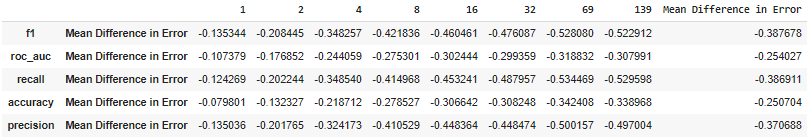 1 2 4 8 16 32 69 139 Mean Difference in Error
f1 Mean Difference in Error -0.135344 -0.208445 -0.348257 -0.421836 -0.460461 -0.476087 -0.528080 -0.522912 -0.387678
roc_auc Mean Difference in Error -0.107379 -0.176852 -0.244059 -0.275301 -0.302444 -0.299359 -0.318832 -0.307991 -0.254027
recall Mean Difference in Error -0.124269 -0.202244 -0.348540 -0.414968 -0.453241 -0.487957 -0.534469 -0.529598 -0.386911
accuracy Mean Difference in Error -0.079801 -0.132327 -0.218712 -0.278527 -0.306642 -0.308248 -0.342408 -0.338968 -0.250704
precision Mean Difference in Error -0.135036 -0.201765 -0.324173 -0.410529 -0.448364 -0.448474 -0.500157 -0.497004 -0.370688